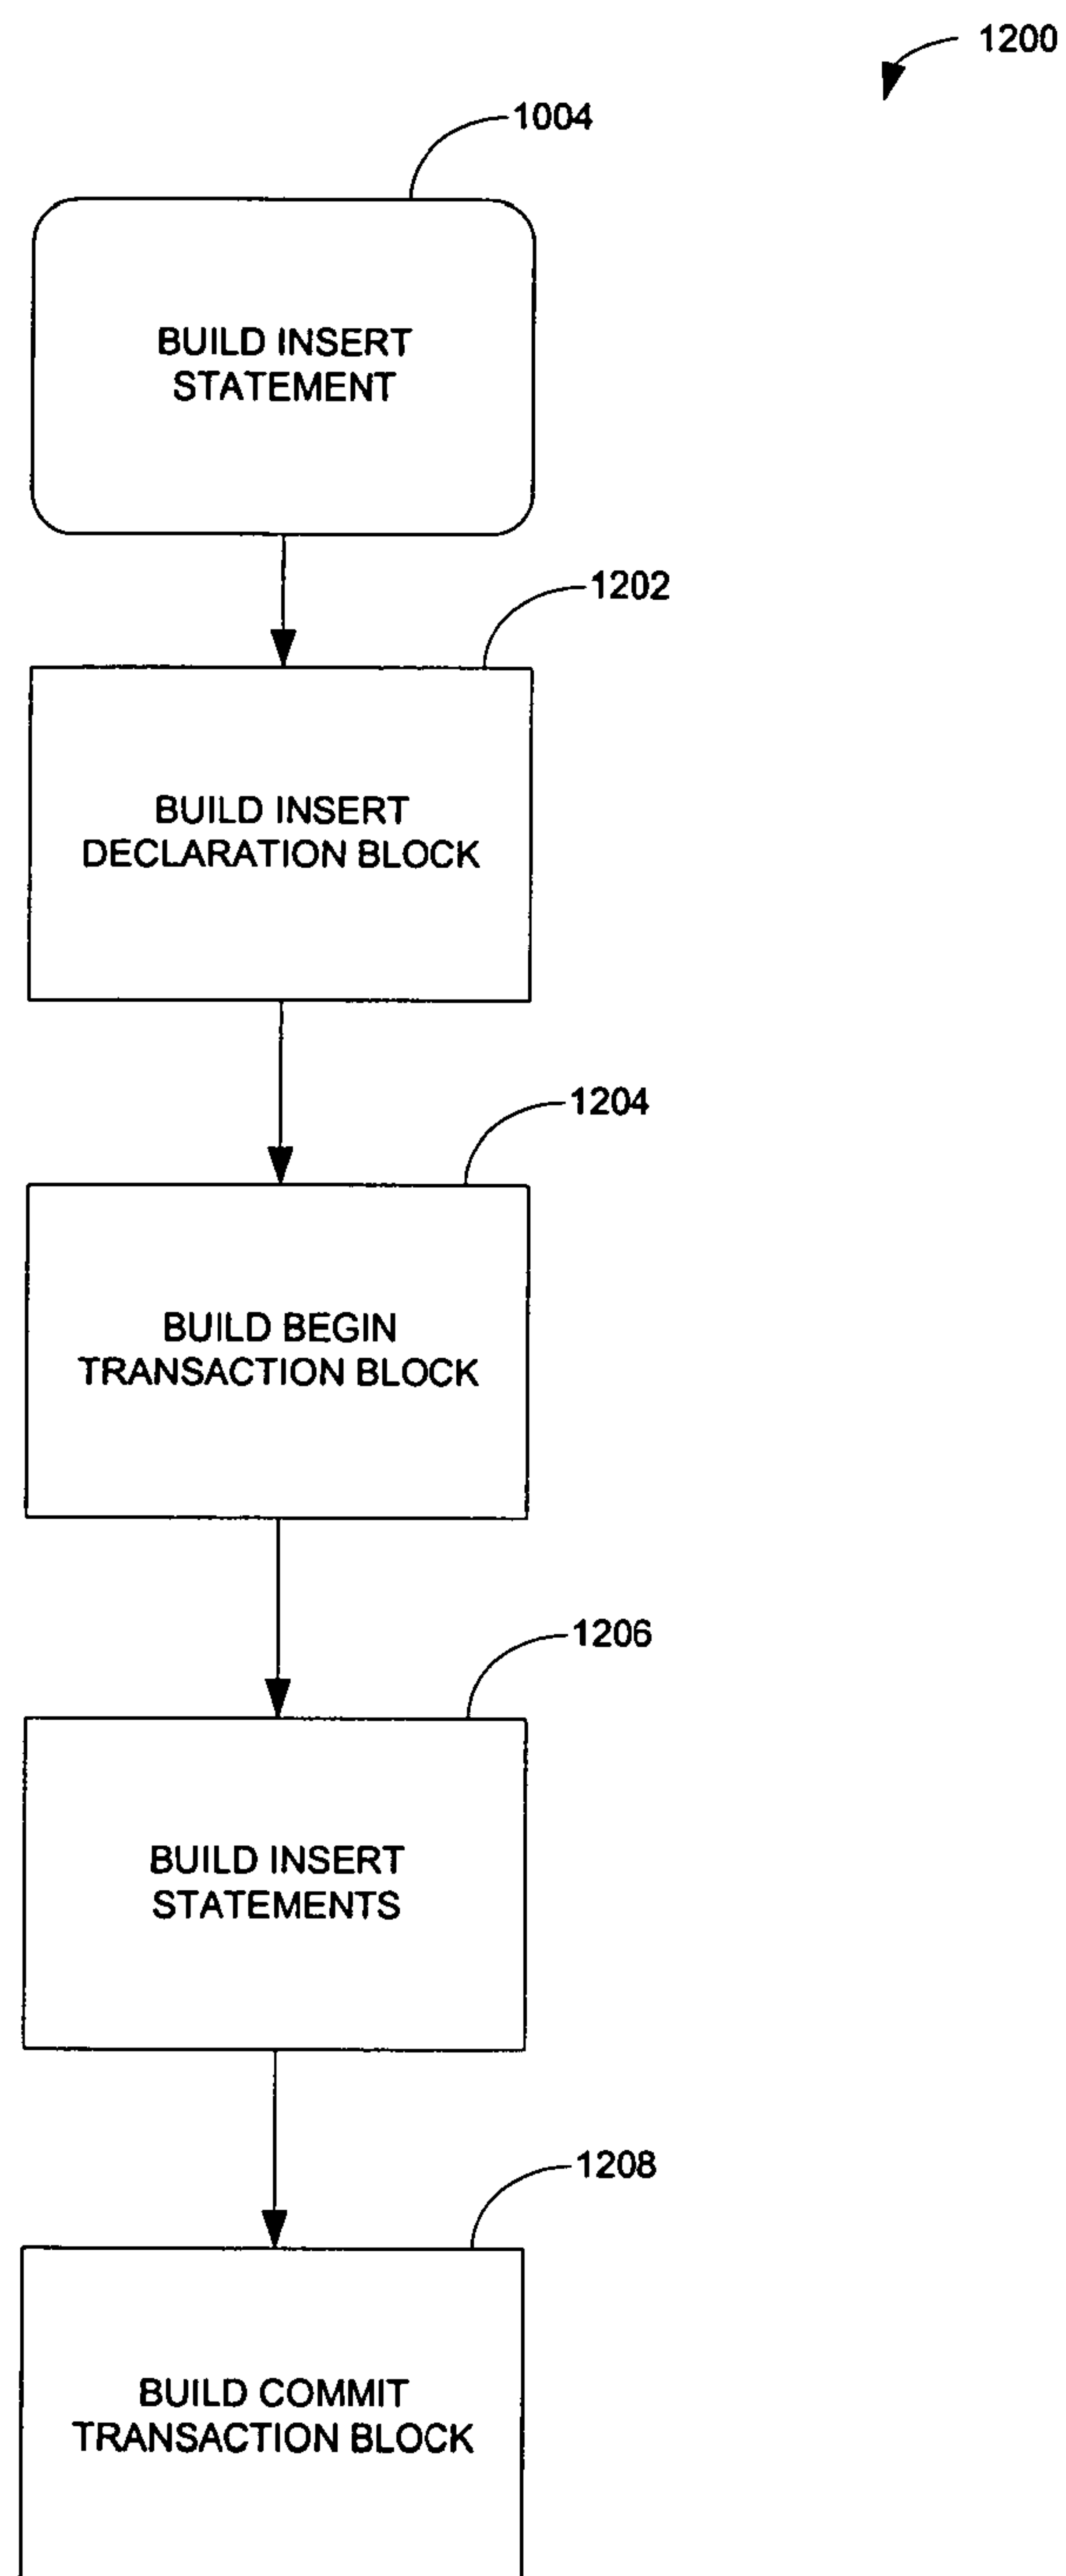 1200
1004
BUILD INSERT
STATEMENT
1202
BUILD INSERT
DECLARATION BLOCK
1204
BUILD BEGIN
TRANSACTION BLOCK
1206
BUILD INSERT
STATEMENTS
1208
BUILD COMMIT
TRANSACTION BLOCK